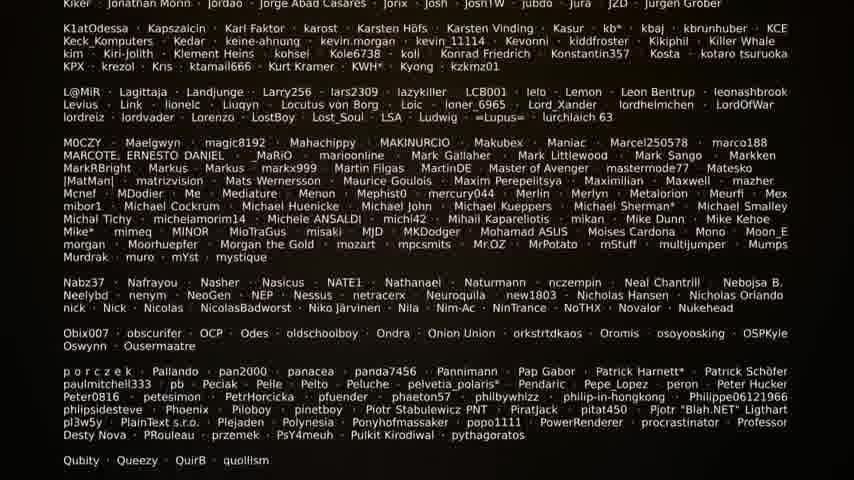 Kiker · Jonathan Morin · Jordao · Jorge Abad Casares · Jorix · Josh · JoshTW · jubdo · Jura · JZD · Jürgen Gröber
K1atOdessa · Kapszalcin · Karl Faktor · karost · Karsten Höfs · Karsten Vinding · Kasur · kb* · kbaj · kbrunhuber · KCE
Keck_Komputers · Kedar · keine-ahnung · kevin.morgan · kevin_11114 · Kevonni · kiddfroster · Kikiphil · Killer Whale
kim · Kiri-Jolith · Klement Heins · kohsei · Kole6738 · koli · Konrad Friedrich · Konstantin357 · Kosta · kotaro tsuruoka
KPX · krezol · Kris · ktamail666 · Kurt Kramer · KWH* · Kyong · kzkmz01
L@MiR · Lagittaja · Landjunge · Larry256 · lars2309 · lazykiller · LCB001 · lelo · Lemon · Leon Bentrup · leonashbrook
Levius · Link · lionelc · Liuqyn · Locutus von Borg · Loic · loner_6965 · Lord_Xander · lordhelmchen · LordOfWar
lordreiz · lordvader · Lorenzo · LostBoy · Lost_Soul · LSA · Ludwig · =Lupus= · lurchlaich 63
M0CZY · Maelgwyn · magic8192 · Mahachippy · MAKINURCIO · Makubex · Maniac · Marcel250578 · marco188
MARCOTE, ERNESTO DANIEL · _MaRiO · marioonline · Mark Gallaher · Mark Littlewood · Mark Sango · Markken
MarkRBright · Markus · Markus · markx999 · Martin Filgas · MartinDE · Master of Avenger · mastermode77 · Matesko
|MatMan| · matrizvision · Mats Wernersson · Maurice Goulois · Maxim Perepelitsya · Maximilian · Maxwell · mazher
Mcnef · MDodier · Me · Mediature · Menon · Mephist0 · mercury044 · Merlin · Merlyn · Metalorion · Meurfi · Mex
mibor1 · Michael Cockrum · Michael Huenicke · Michael John · Michael Kueppers · Michael Sherman* · Michael Smalley
Michal Tichy · michelamorim14 · Michele ANSALDI · michi42 · Mihail Kapareliotis · mikan · Mike Dunn · Mike Kehoe
Mike* · mimeq · MINOR · MioTraGus · misaki · MJD · MKDodger · Mohamad ASUS · Moises Cardona · Mono · Moon_E
morgan · Moorhuepfer · Morgan the Gold · mozart · mpcsmits · Mr.OZ · MrPotato · mStuff · multijumper · Mumps
Murdrak · muro · mYst · mystique
Nabz37 · Nafrayou · Nasher · Nasicus · NATE1 · Nathanael · Naturmann · nczempin · Neal Chantrill · Nebojsa B.
Neelybd · nenym · NeoGen · NEP · Nessus · netracerx · Neuroquila · new1803 · Nicholas Hansen · Nicholas Orlando
nick · Nick · Nicolas · NicolasBadworst · Niko Järvinen · Nila · Nim-Ac · NinTrance · NoTHX · Novalor · Nukehead
Obix007 · obscurifer · OCP · Odes · oldschoolboy · Ondra · Onion Union · orkstrtdkaos · Oromis · osoyoosking · OSPKyle
Oswynn · Ousermaatre
p o r c z e k · Pallando · pan2000 · panacea · panda7456 · Pannimann · Pap Gabor · Patrick Harnett* · Patrick Schöfer
paulmitchell333 · pb · Peciak · Pelle · Pelto · Peluche · pelvetia_polaris* · Pendaric · Pepe_Lopez · peron · Peter Hucker
Peter0816 · petesimon · PetrHorcicka · pfuender · phaeton57 · philbywhizz · philip-in-hongkong · Philippe06121966
phlipsidesteve · Phoenix · Piloboy · pinetboy · Piotr Stabulewicz PNT · PiratJack · pitat450 · Pjotr "Blah.NET" Ligthart
pl3w5y · PlainText s.r.o. · Plejaden · Polynesia · Ponyhofmassaker · popo1111 · PowerRenderer · procrastinator · Professor
Desty Nova · PRouleau · przemek · PsY4meuh · Pulkit Kirodiwal · pythagoratos
Qubity · Queezy · QuirB · quollism